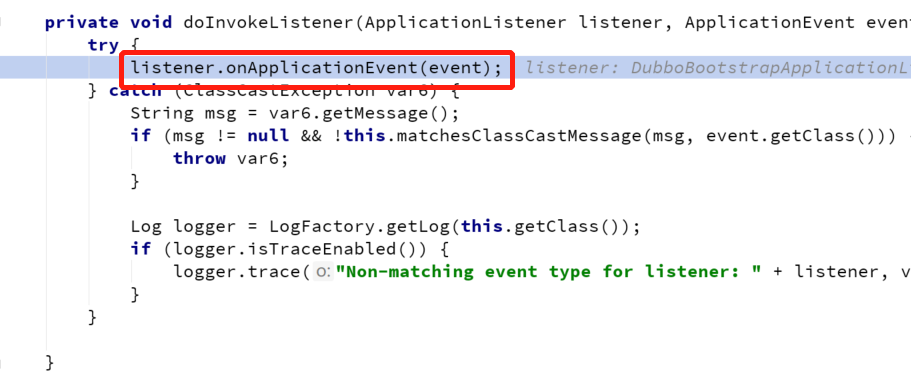 private void doInvokeListener(ApplicationListener listener, ApplicationEvent even
try {
listener.onApplicationEvent(event); listener: DubboBootstrapApplicationL
} catch (ClassCastException var6) {
String msg = var6.getMessage();
if (msg != null && !this.matchesClassCastMessage(msg, event.getClass())) {
throw var6;
}
Log logger = LogFactory.getLog(this.getClass());
if (logger.isTraceEnabled()) {
logger.trace( o: "Non-matching event type for listener: " + listener, v
}
}
}